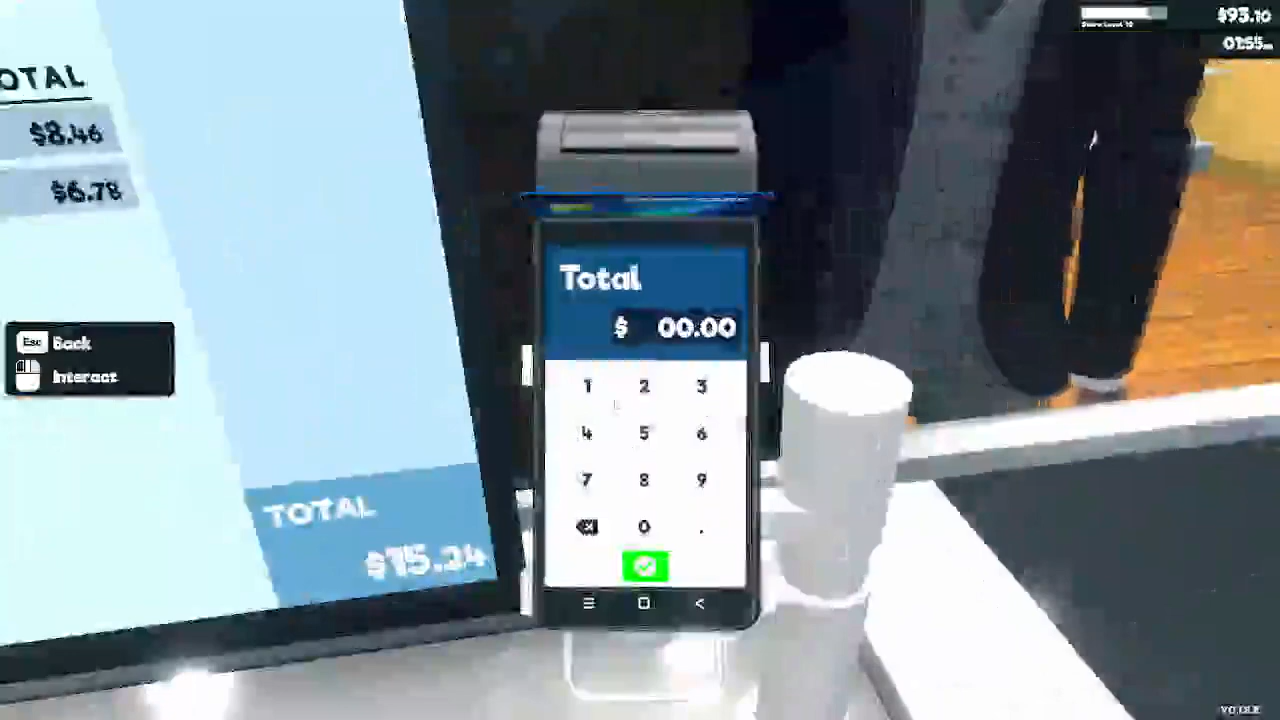 OTAL
$8.46
$6.78
Esc Back
Interact
TOTAL
$15.24
Total
$ 00.00
1 2 3
4 5 6
7 8 9
0 .
$93.10